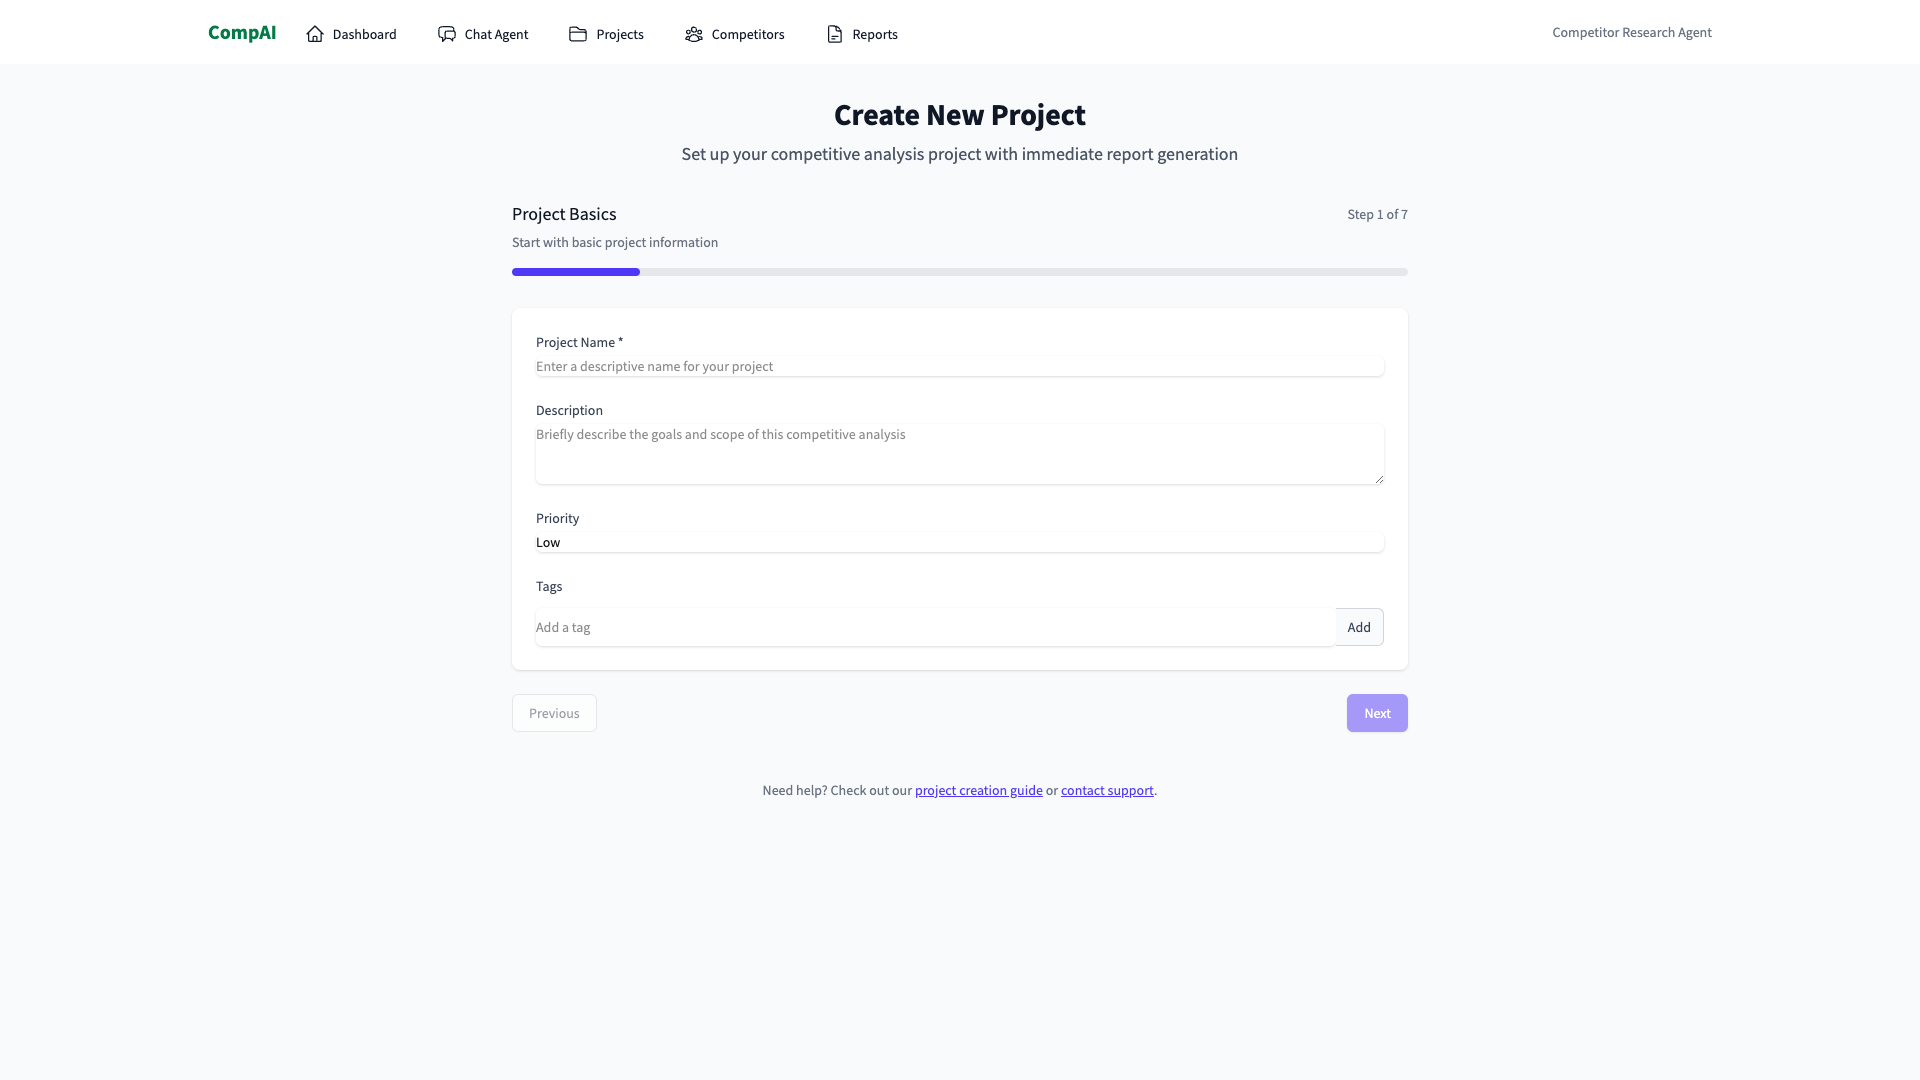 CompAI
Dashboard
Chat Agent
Projects
Competitors
Reports
Competitor Research Agent
Create New Project
Set up your competitive analysis project with immediate report generation
Project Basics
Step 1 of 7
Start with basic project information
Project Name *
Enter a descriptive name for your project
Description
Briefly describe the goals and scope of this competitive analysis
Priority
Low
Tags
Add a tag
Add
Previous
Next
Need help? Check out our project creation guide or contact support.